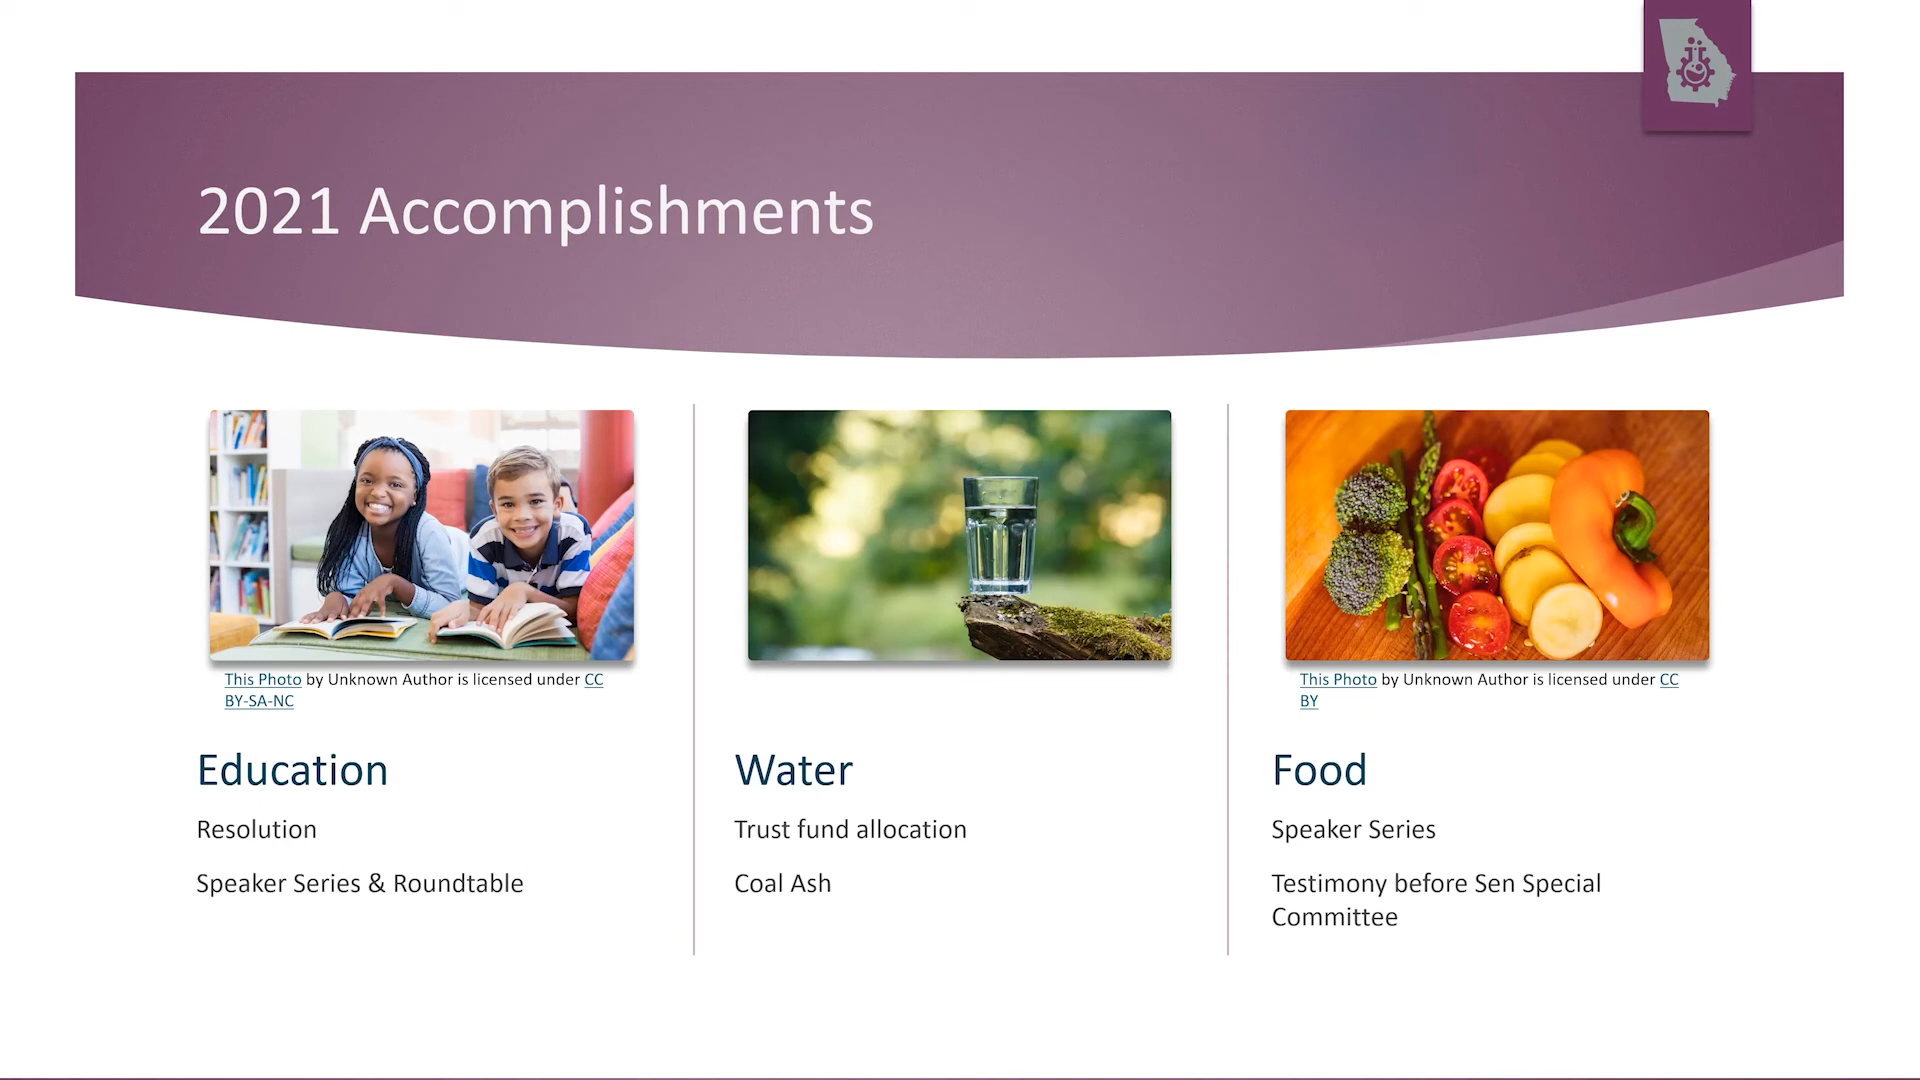 2021 Accomplishments
This Photo by Unknown Author is licensed under CC
BY-SA-NC
Education
Resolution
Speaker Series & Roundtable
Water
Trust fund allocation
Coal Ash
This Photo by Unknown Author is licensed under CC
BY
Food
Speaker Series
Testimony before Sen Special
Committee